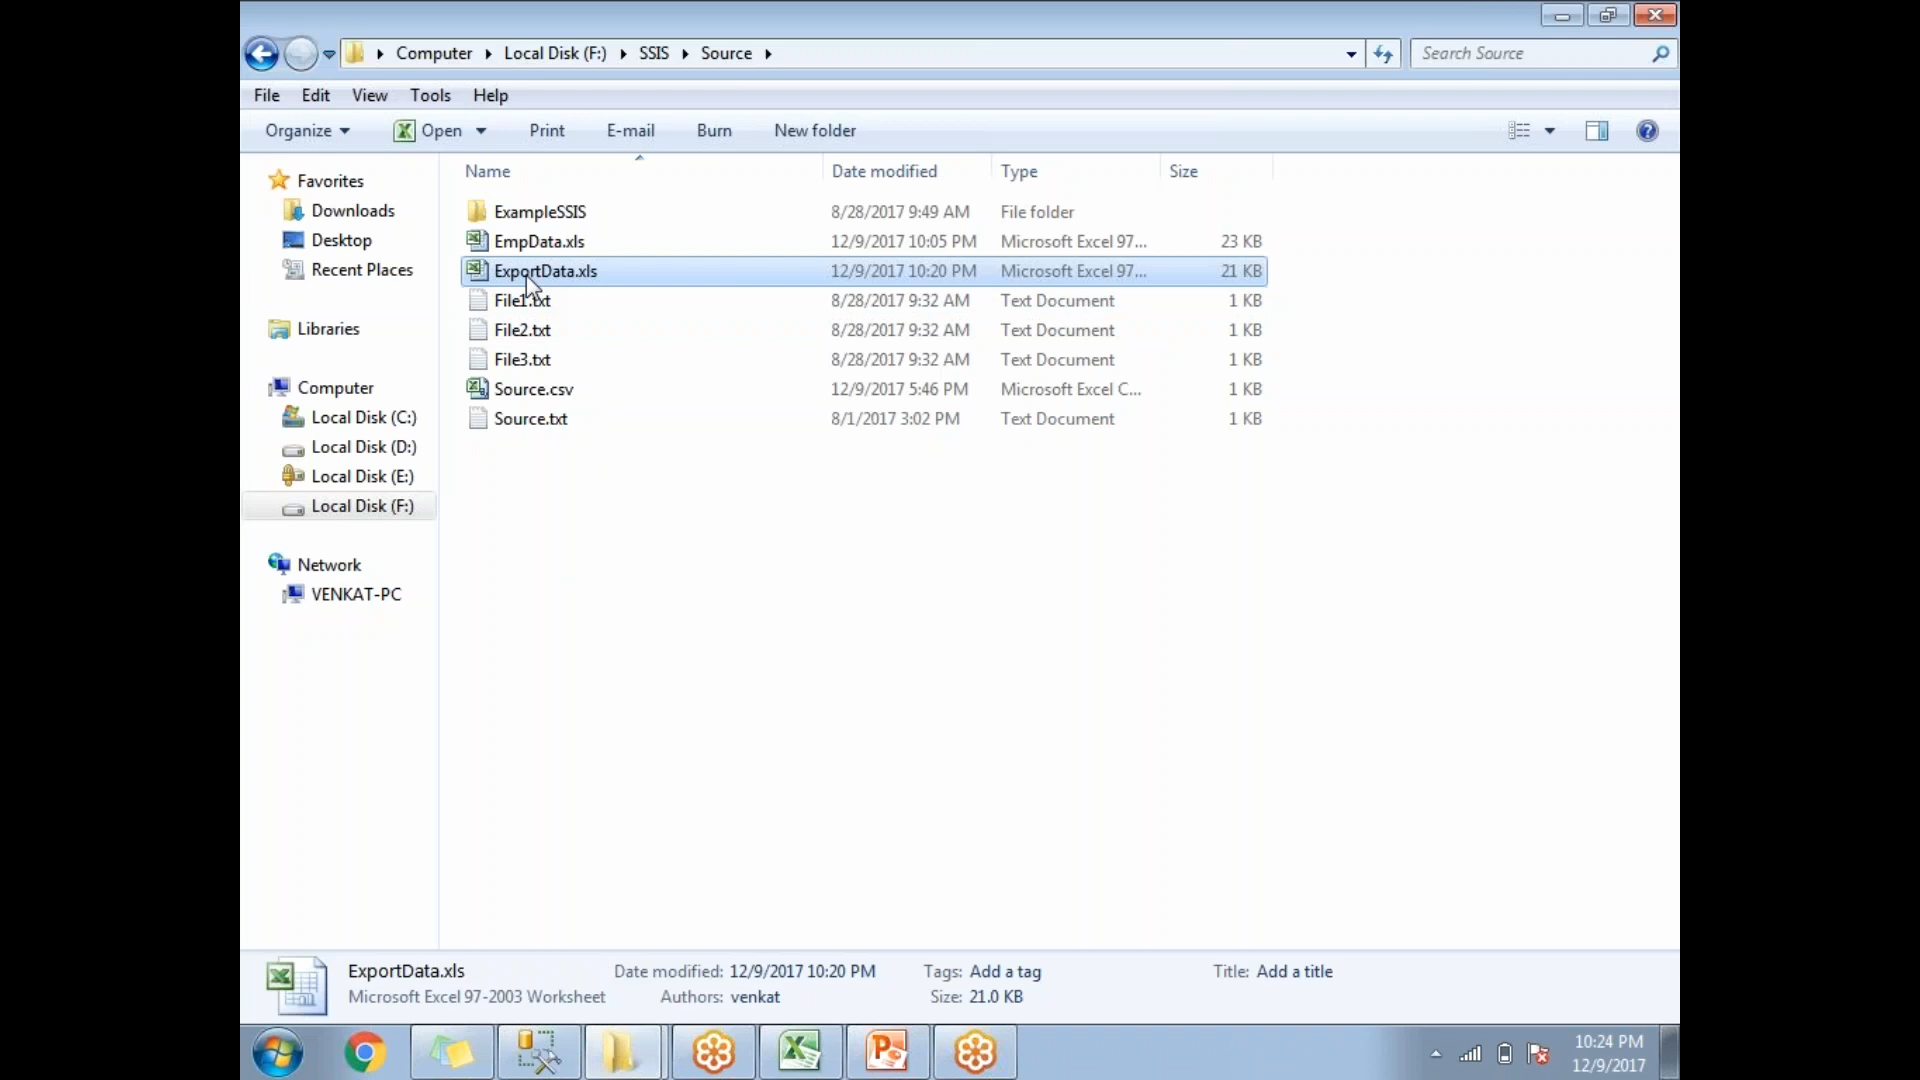 Computer Local Disk (F:) SSIS Source
Search Source
File Edit View Tools Help
Organize Open Print E-mail Burn New folder
Name Date modified Type Size
Favorites
Downloads
Desktop
Recent Places
Libraries
Computer
Local Disk (C:)
Local Disk (D:)
Local Disk (E:)
Local Disk (F:)
Network
VENKAT-PC
ExampleSSIS 8/28/2017 9:49 AM File folder
EmpData.xls 12/9/2017 10:05 PM Microsoft Excel 97... 23 KB
ExportData.xls 12/9/2017 10:20 PM Microsoft Excel 97... 21 KB
File1.txt 8/28/2017 9:32 AM Text Document 1 KB
File2.txt 8/28/2017 9:32 AM Text Document 1 KB
File3.txt 8/28/2017 9:32 AM Text Document 1 KB
Source.csv 12/9/2017 5:46 PM Microsoft Excel C... 1 KB
Source.txt 8/1/2017 3:02 PM Text Document 1 KB
ExportData.xls Date modified: 12/9/2017 10:20 PM Tags: Add a tag Title: Add a title
Microsoft Excel 97-2003 Worksheet Authors: venkat Size: 21.0 KB
10:24 PM
12/9/2017